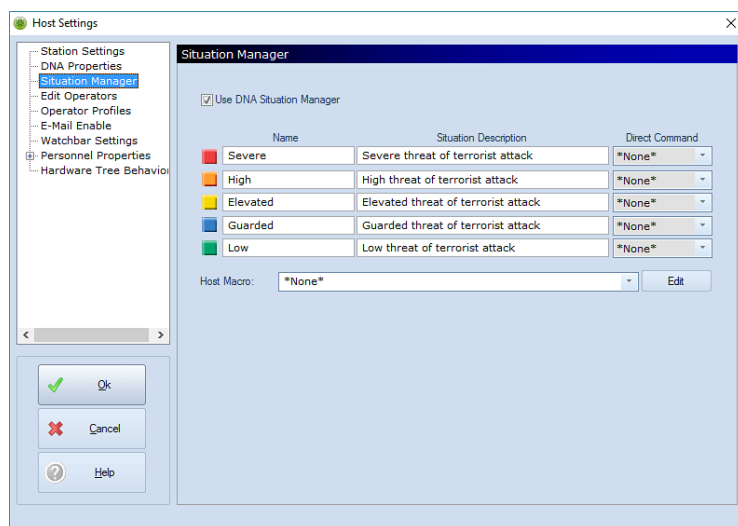 Host Settings
Station Settings
DNA Properties
Situation Manager
Edit Operators
Operator Profiles
E-Mail Enable
Watchbar Settings
Personnel Properties
Hardware Tree Behavior
Ok
Cancel
Help
Situation Manager
Use DNA Situation Manager
Name Situation Description Direct Command
Severe Severe threat of terrorist attack *None*
High High threat of terrorist attack *None*
Elevated Elevated threat of terrorist attack *None*
Guarded Guarded threat of terrorist attack *None*
Low Low threat of terrorist attack *None*
Host Macro: *None* Edit